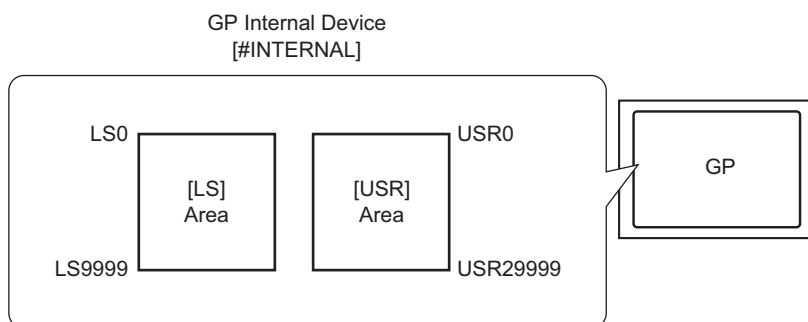 GP Internal Device
[#INTERNAL]
LS0
USR0
[LS]
Area
[USR]
Area
GP
LS9999
USR29999